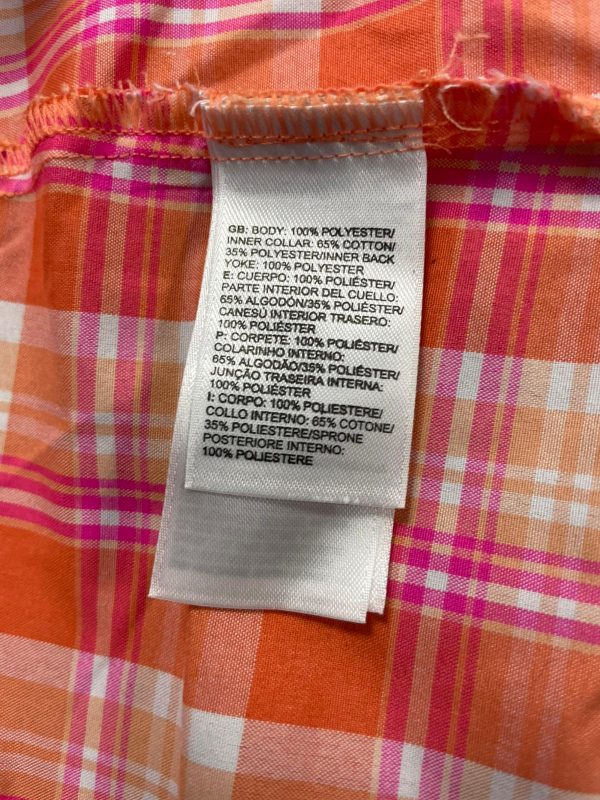 GB: BODY: 100% POLYESTER/
INNER COLLAR: 65% COTTON/
35% POLYESTER/INNER BACK
YOKE: 100% POLYESTER
E: CUERPO: 100% POLIÉSTER/
PARTE INTERIOR DEL CUELLO:
65% ALGODÓN/35% POLIÉSTER/
CANESÚ INTERIOR TRASERO:
100% POLIÉSTER
P: CORPETE: 100% POLIÉSTER/
COLARINHO INTERNO:
65% ALGODÃO/35% POLIÉSTER/
JUNÇÃO TRASEIRA INTERNA:
100% POLIÉSTER
I: CORPO: 100% POLIESTERE/
COLLO INTERNO: 65% COTONE/
35% POLIESTERE/SPRONE
POSTERIORE INTERNO:
100% POLIESTERE